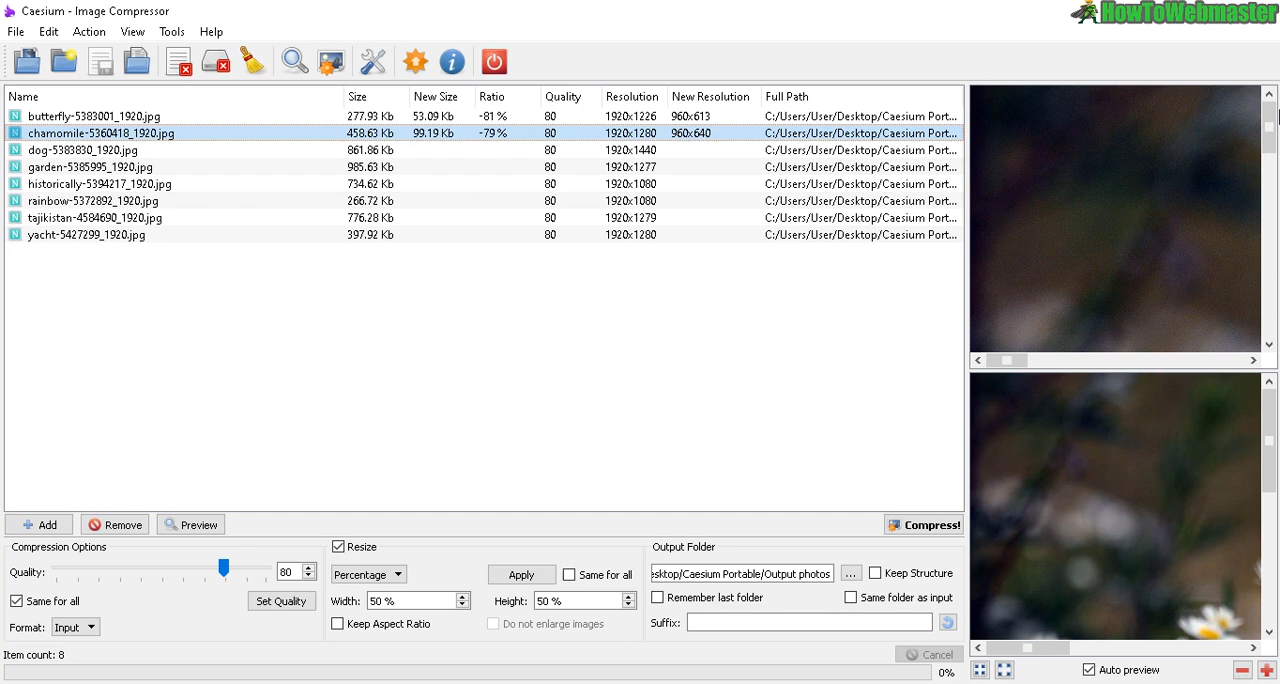 Caesium - Image Compressor
HowToWebmaster
File Edit Action View Tools Help
Name Size New Size Ratio Quality Resolution New Resolution Full Path
butterfly-5383001_1920.jpg 277.93 Kb 53.09 Kb -81 % 80 1920x1226 960x613 C:/Users/User/Desktop/Caesium Port...
chamomile-5360418_1920.jpg 458.63 Kb 99.19 Kb -79 % 80 1920x1280 960x640 C:/Users/User/Desktop/Caesium Port...
dog-5383830_1920.jpg 861.86 Kb 80 1920x1440 C:/Users/User/Desktop/Caesium Port...
garden-5385995_1920.jpg 985.63 Kb 80 1920x1277 C:/Users/User/Desktop/Caesium Port...
historically-5394217_1920.jpg 734.62 Kb 80 1920x1080 C:/Users/User/Desktop/Caesium Port...
rainbow-5372892_1920.jpg 266.72 Kb 80 1920x1080 C:/Users/User/Desktop/Caesium Port...
tajikistan-4584690_1920.jpg 776.28 Kb 80 1920x1279 C:/Users/User/Desktop/Caesium Port...
yacht-5427299_1920.jpg 397.92 Kb 80 1920x1280 C:/Users/User/Desktop/Caesium Port...
Add Remove Preview Compress!
Compression Options Resize Output Folder
Quality: 80 Percentage Apply Same for all esktop/Caesium Portable/Output photos ... Keep Structure
Same for all Set Quality Width: 50 % Height: 50 % Remember last folder Same folder as input
Format: Input Keep Aspect Ratio Do not enlarge images Suffix:
Item count: 8 Cancel
0% Auto preview